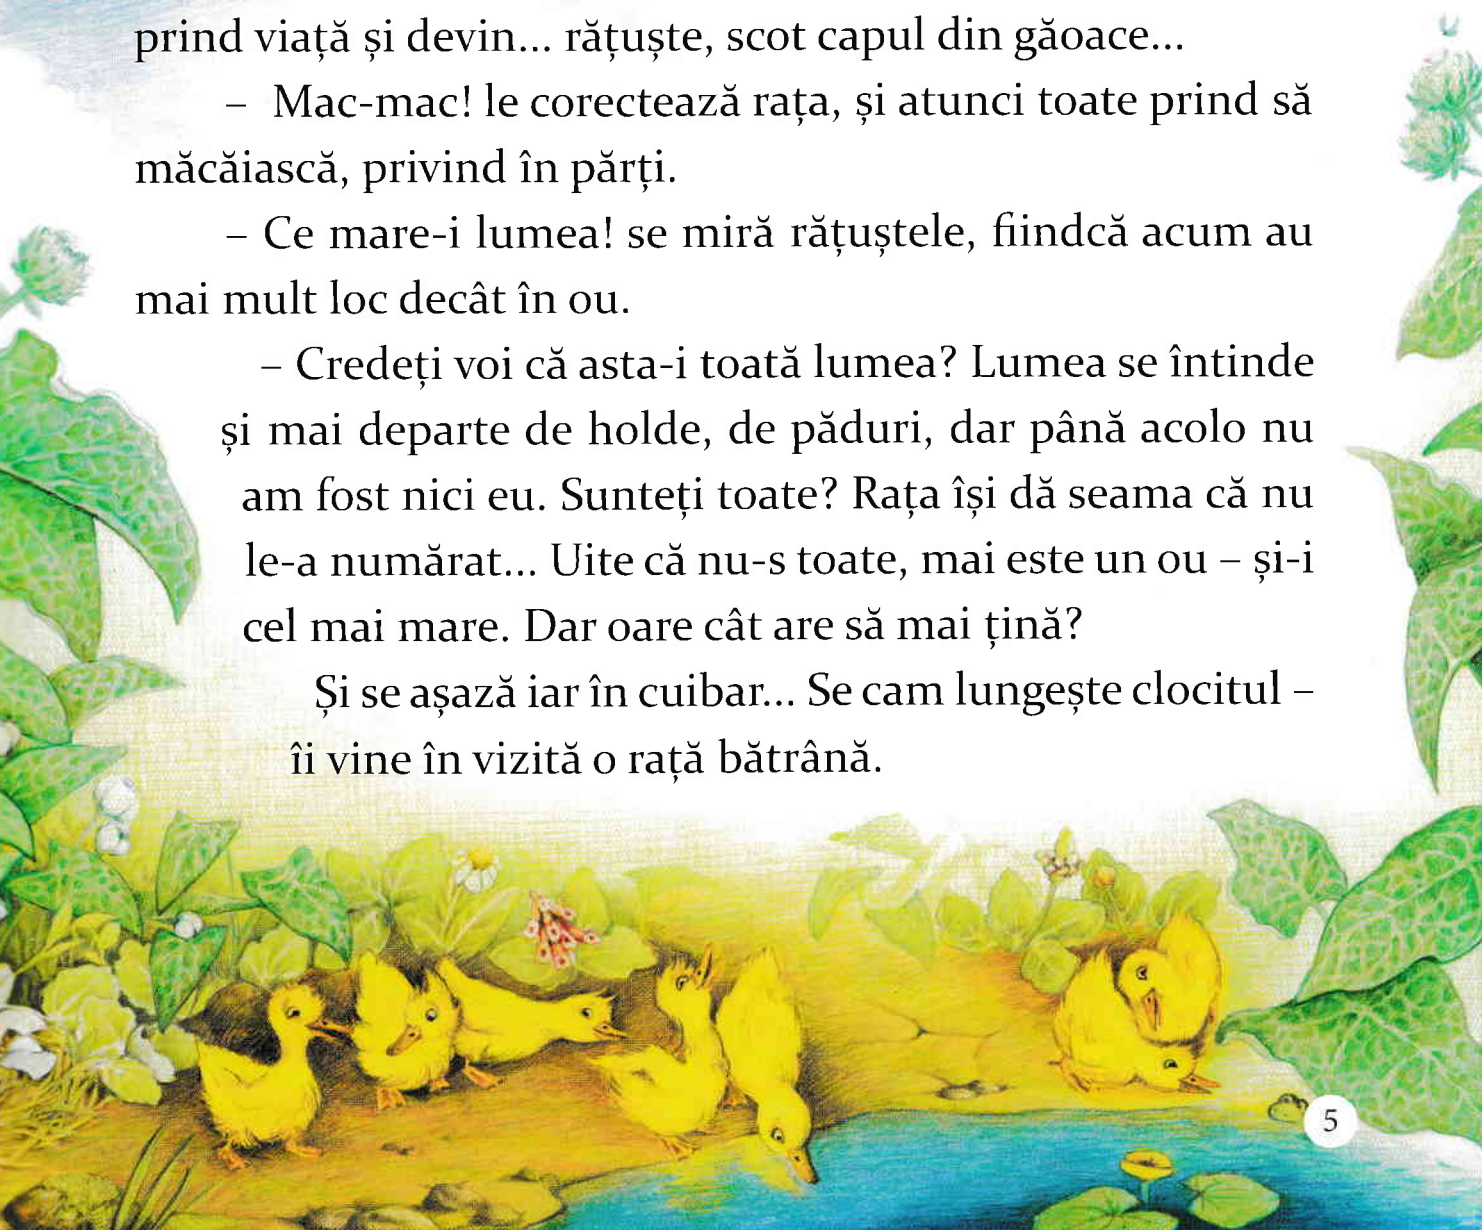 prind viață și devin... rățuște, scot capul din găoace...
– Mac-mac! le corectează rața, și atunci toate prind să
măcăiască, privind în părți.
– Ce mare-i lumea! se miră rățuștele, fiindcă acum au
mai mult loc decât în ou.
– Credeți voi că asta-i toată lumea? Lumea se întinde
și mai departe de holde, de păduri, dar până acolo nu
am fost nici eu. Sunteți toate? Rața își dă seama că nu
le-a numărat... Uite că nu-s toate, mai este un ou – și-i
cel mai mare. Dar oare cât are să mai țină?
Și se așază iar în cuibar... Se cam lungește clocitul –
îi vine în vizită o rață bătrână.
5